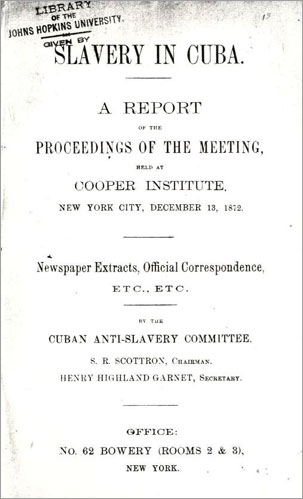 LIBRARY
OF THE
JOHNS HOPKINS UNIVERSITY.
GIVEN BY
13
SLAVERY IN CUBA.
A REPORT
OF THE
PROCEEDINGS OF THE MEETING,
HELD AT
COOPER INSTITUTE,
NEW YORK CITY, DECEMBER 13, 1872.
Newspaper Extracts, Official Correspondence,
ETC., ETC.
BY THE
CUBAN ANTI-SLAVERY COMMITTEE.
S. R. SCOTTRON, CHAIRMAN.
HENRY HIGHLAND GARNET, SECRETARY.
OFFICE:
NO. 62 BOWERY (ROOMS 2 & 3),
NEW YORK.